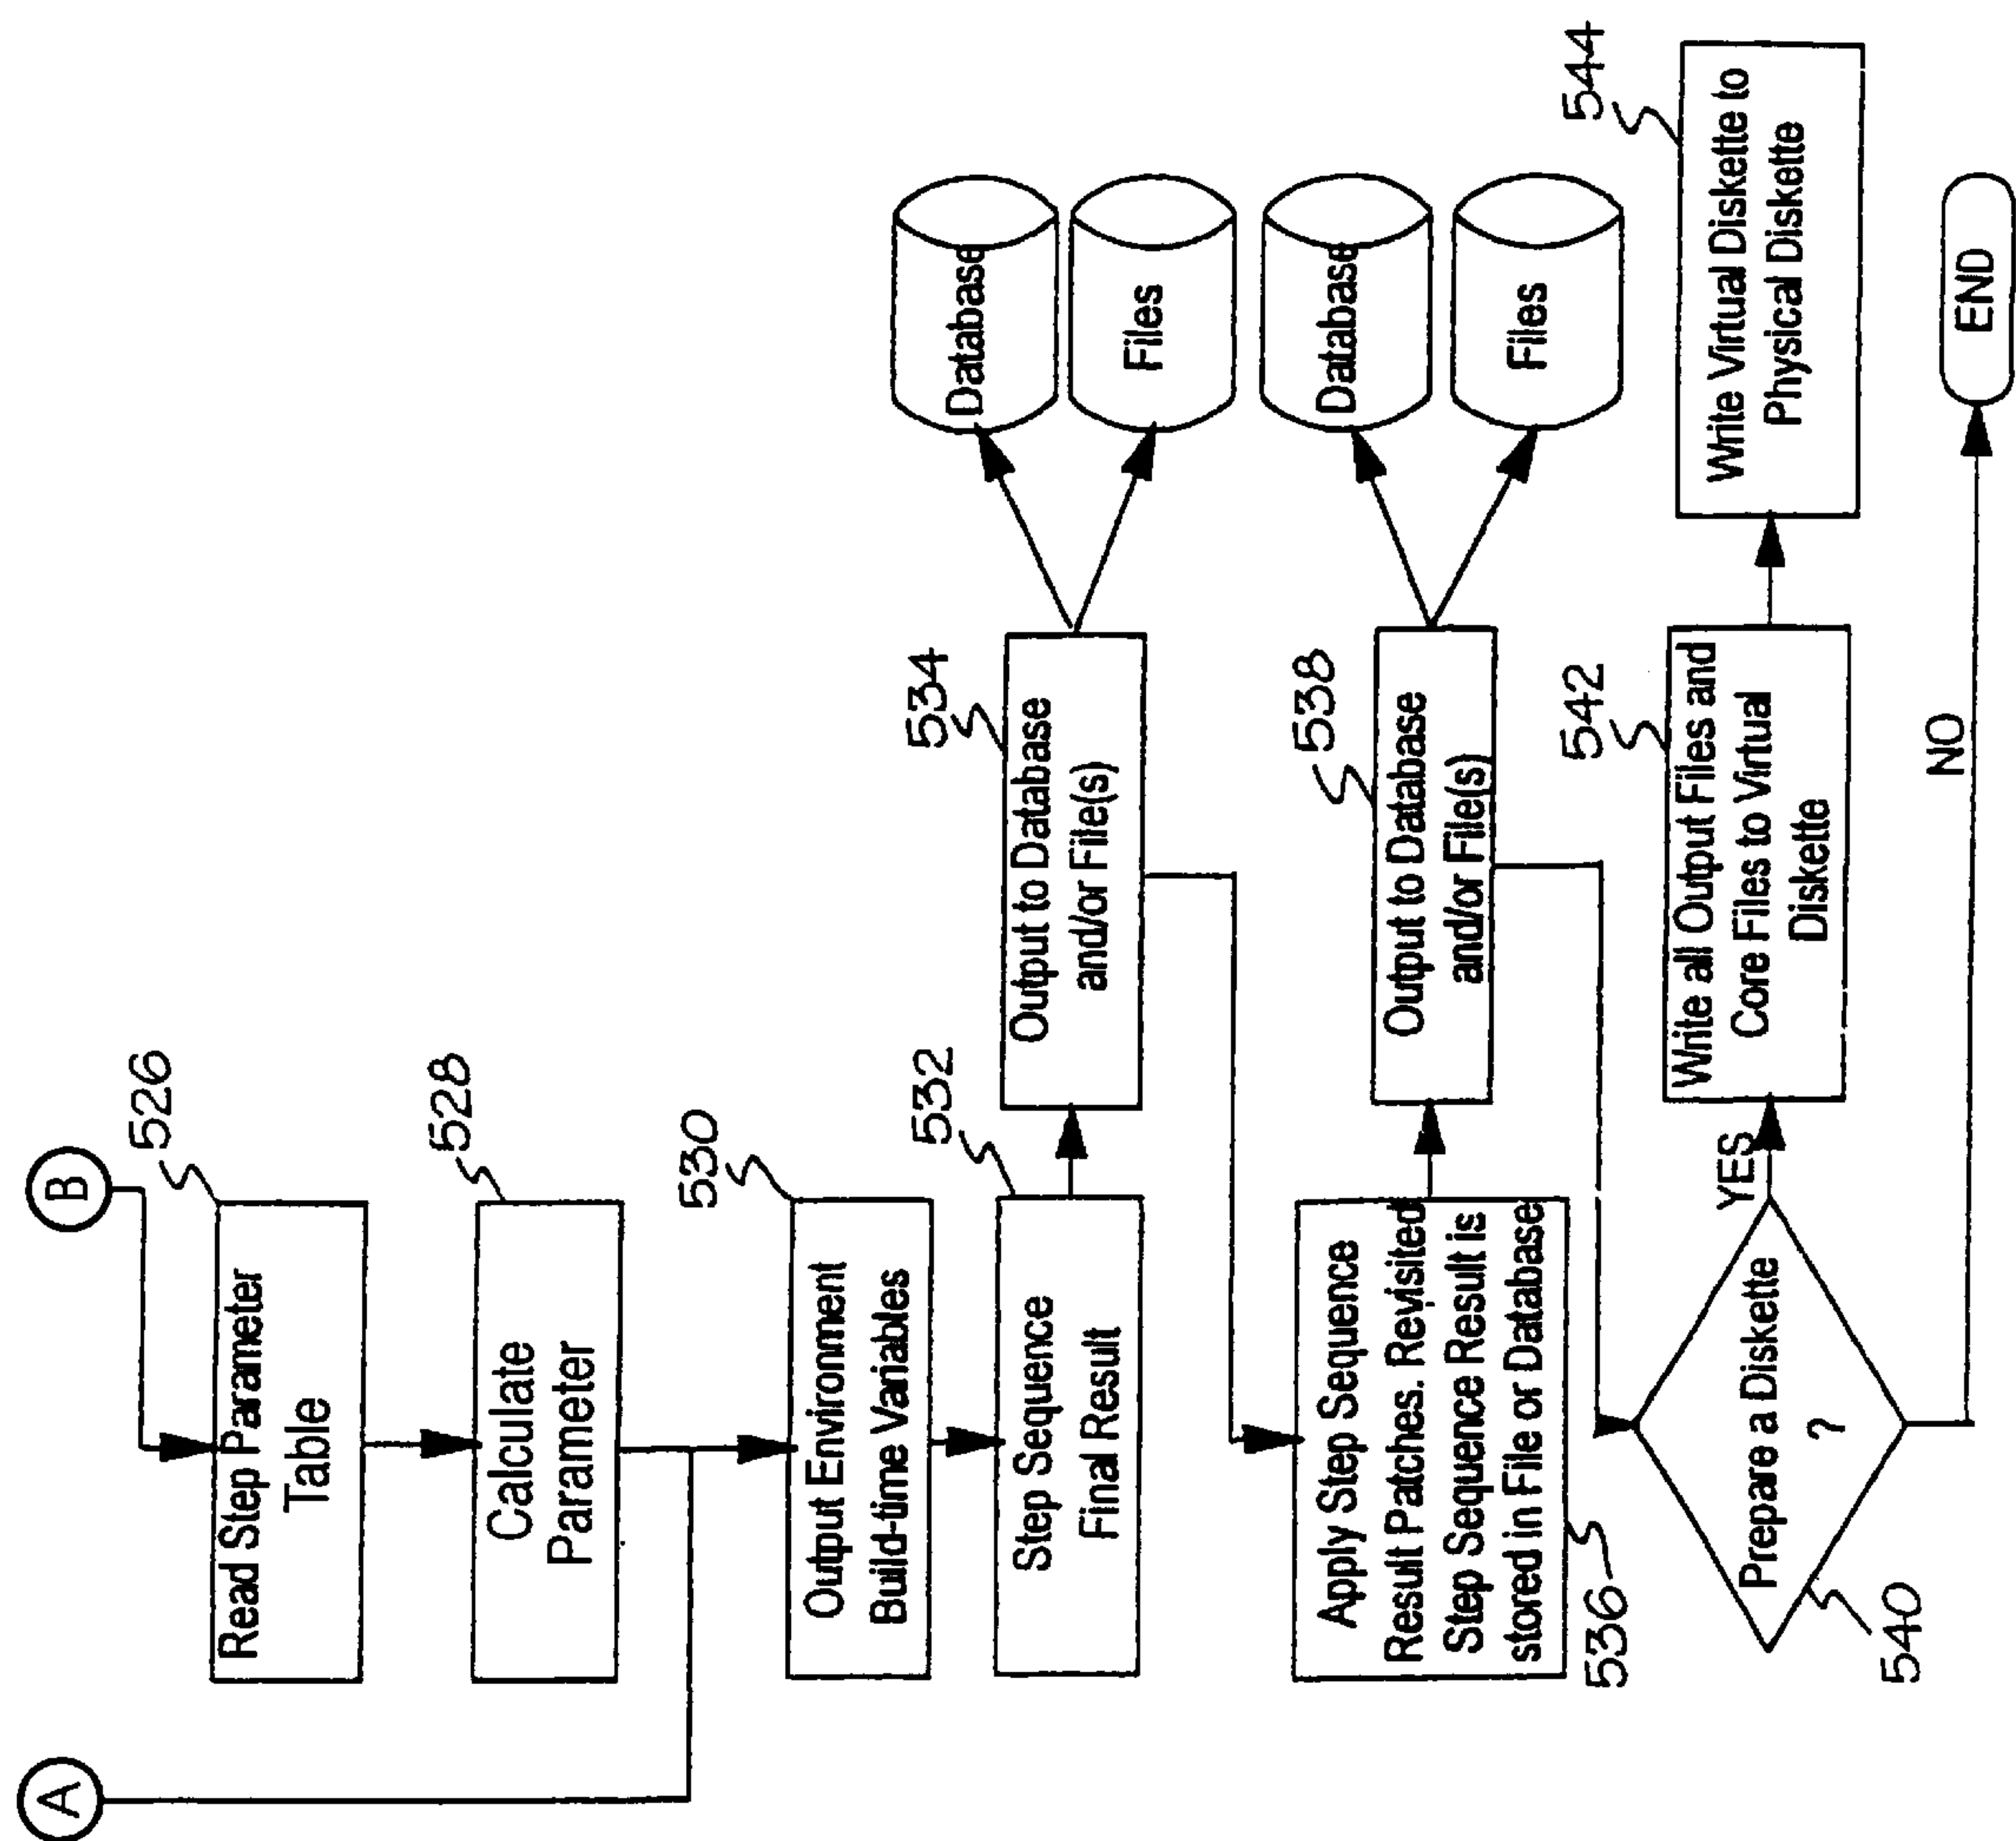 A
B
526
Read Step Parameter
Table
528
Calculate
Parameter
530
Output Environment
Build-time Variables
532
Step Sequence
Final Result
534
Output to Database
and/or File(s)
Database
Files
536
Apply Step Sequence
Result Patches. Revisited
Step Sequence Result is
stored in File or Database
538
Output to Database
and/or File(s)
Database
Files
540
Prepare a Diskette
?
YES
542
Write all Output Files and
Core Files to Virtual
Diskette
544
Write Virtual Diskette to
Physical Diskette
NO
END